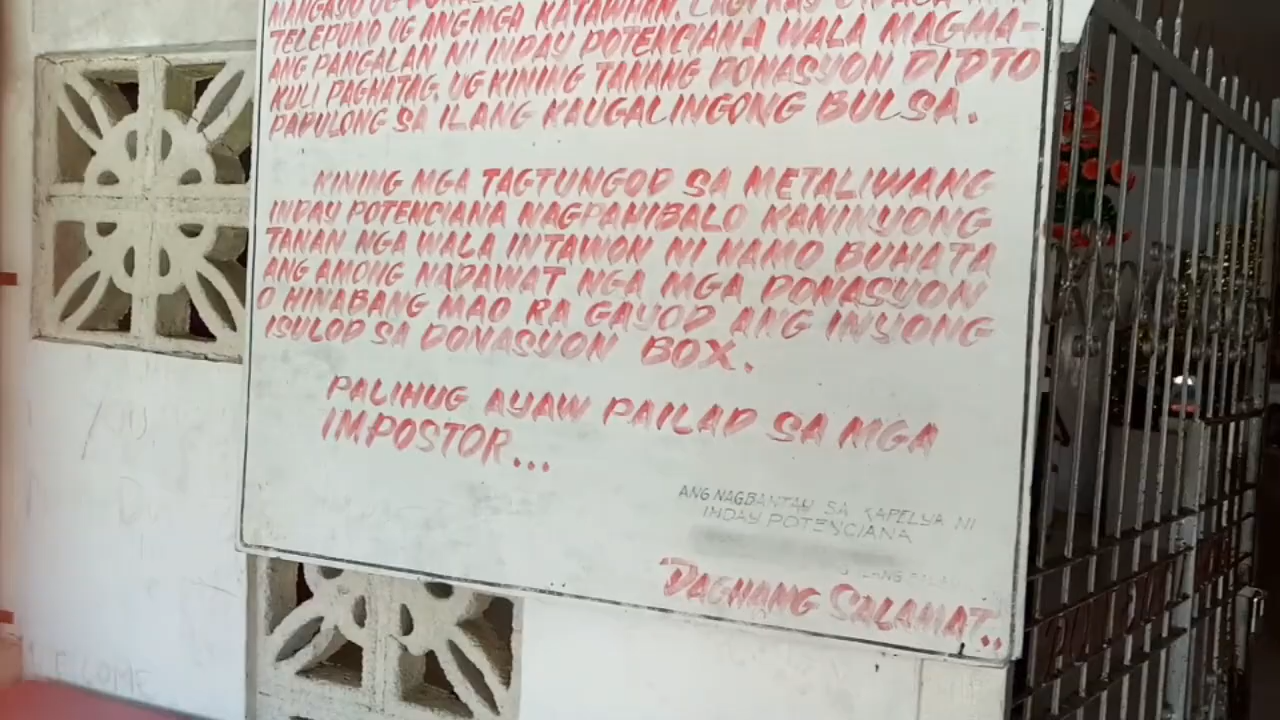 TELEPUNO UG ANG MGA KATAWHAN.
ANG PANGALAN NI INDAY POTENCIANA WALA MAGMA-
KULI PAGHATAG. UG KINING TANANG DONASYON DIDTO
PADULONG SA ILANG KAUGALINGONG BULSA.
KINING MGA TAGTUNGOD SA METALIWANG
INDAY POTENCIANA NAGPAHIBALO KANINYONG
TANAN NGA WALA INTAWON NI NAMO BUHATA
ANG AMONG NADAWAT NGA MGA DONASYON
O HINABANG MAO RA GAYOD ANG INYONG
ISULOD SA DONASYON BOX.
PALIHUG AYAW PAILAD SA MGA
IMPOSTOR...
ANG NAGBANTAY SA KAPELYA NI
INDAY POTENCIANA
DAGHANG SALAMAT..